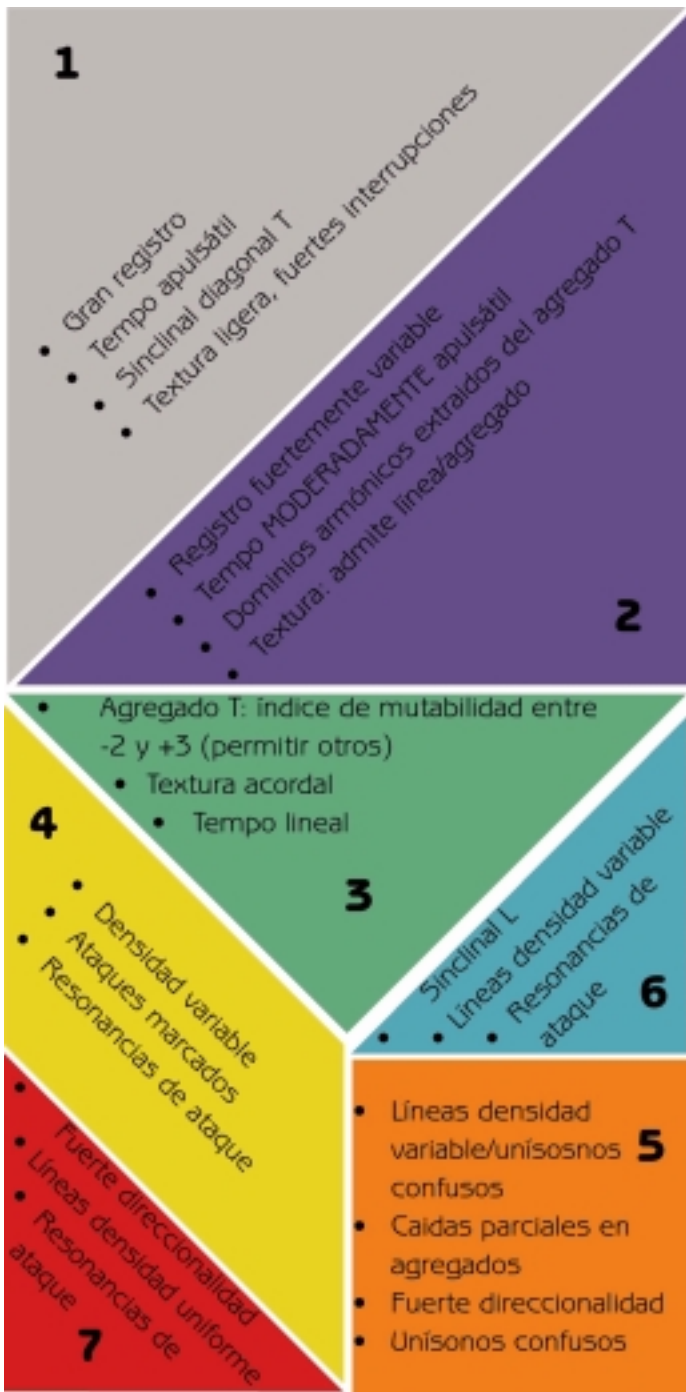 1
• Gran registro
• Tempo apulsátil
• Sinclinal diagonal T
• Textura ligera, fuertes interrupciones
• Registro fuertemente variable
• Tempo MODERADAMENTE apulsátil
• Dominios armónicos extraidos del agregado T
• Textura: admite línea/agregado
2
• Agregado T: índice de mutabilidad entre
-2 y +3 (permitir otros)
• Textura acordal
• Tempo lineal
3
4
• Densidad variable
• Ataques marcados
• Resonancias de ataque
• Sinclinal L
• Líneas densidad variable
• Resonancias de
ataque
6
• Líneas densidad
variable/unísosnos
confusos
• Caidas parciales en
agregados
• Fuerte direccionalidad
• Unísonos confusos
5
• Fuerte direccionalidad
• Líneas densidad uniforme
• Resonancias de
ataque
7